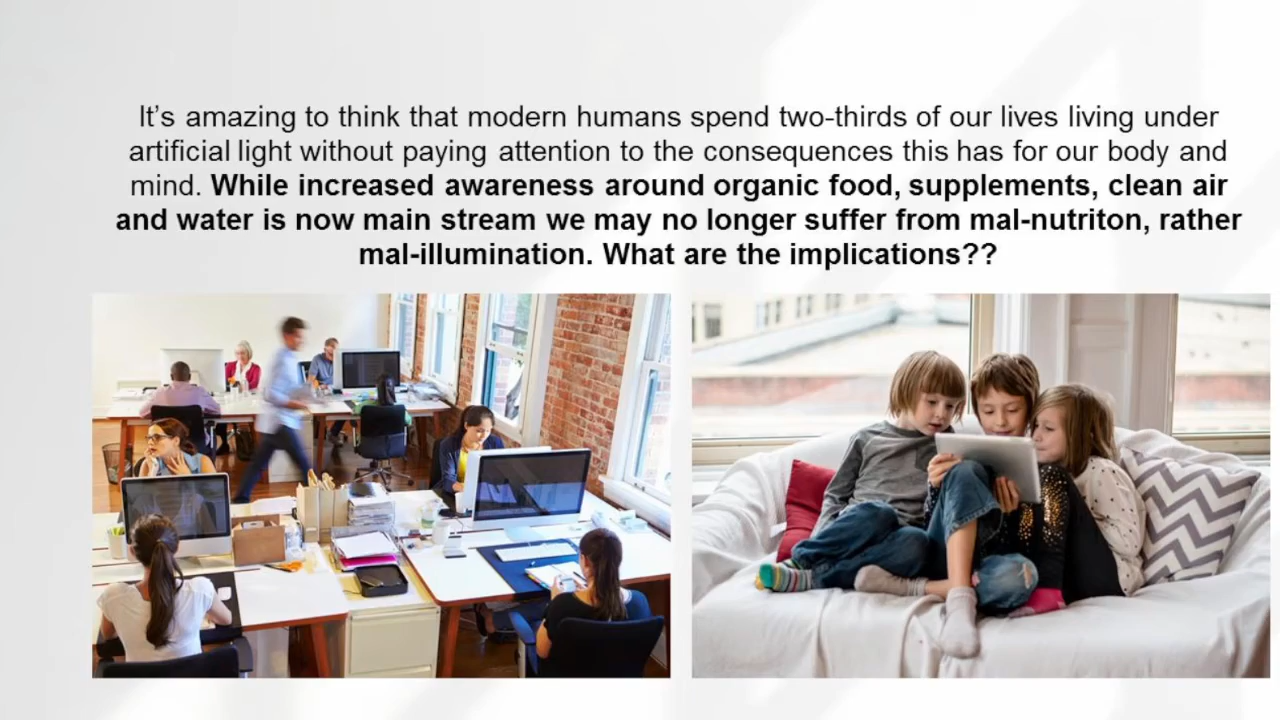 It’s amazing to think that modern humans spend two-thirds of our lives living under
artificial light without paying attention to the consequences this has for our body and
mind. While increased awareness around organic food, supplements, clean air
and water is now main stream we may no longer suffer from mal-nutriton, rather
mal-illumination. What are the implications??